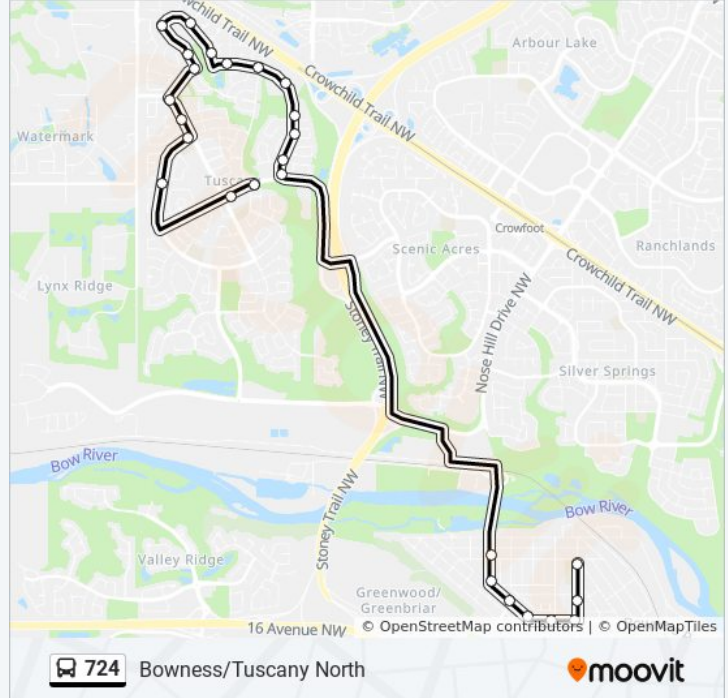 Crowchild Trail NW
Arbour Lake
Crowchild Trail NW
Watermark
Tusca
Crowfoot
Scenic Acres
Ranchlands
Crowchild Trail NW
Lynx Ridge
Nose Hill Drive NW
Stoney Trail NW
Silver Springs
Bow River
Bow River
Stoney Trail NW
Valley Ridge
Greenwood/
Greenbriar
16 Avenue NW
© OpenStreetMap contributors | © OpenMapTiles
724 Bowness/Tuscany North
moovit